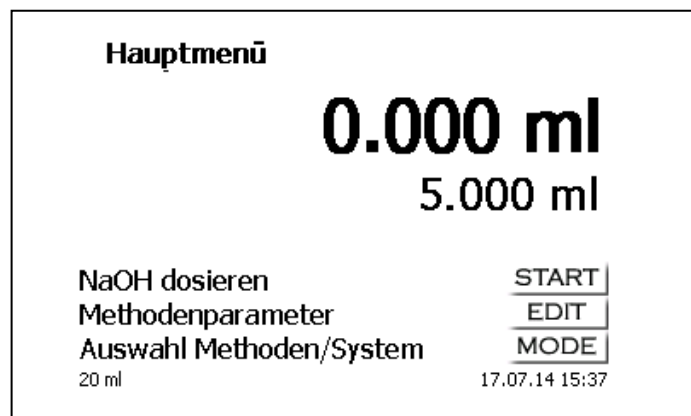 Hauptmenü
0.000 ml
5.000 ml
NaOH dosieren START
Methodenparameter EDIT
Auswahl Methoden/System MODE
20 ml 17.07.14 15:37